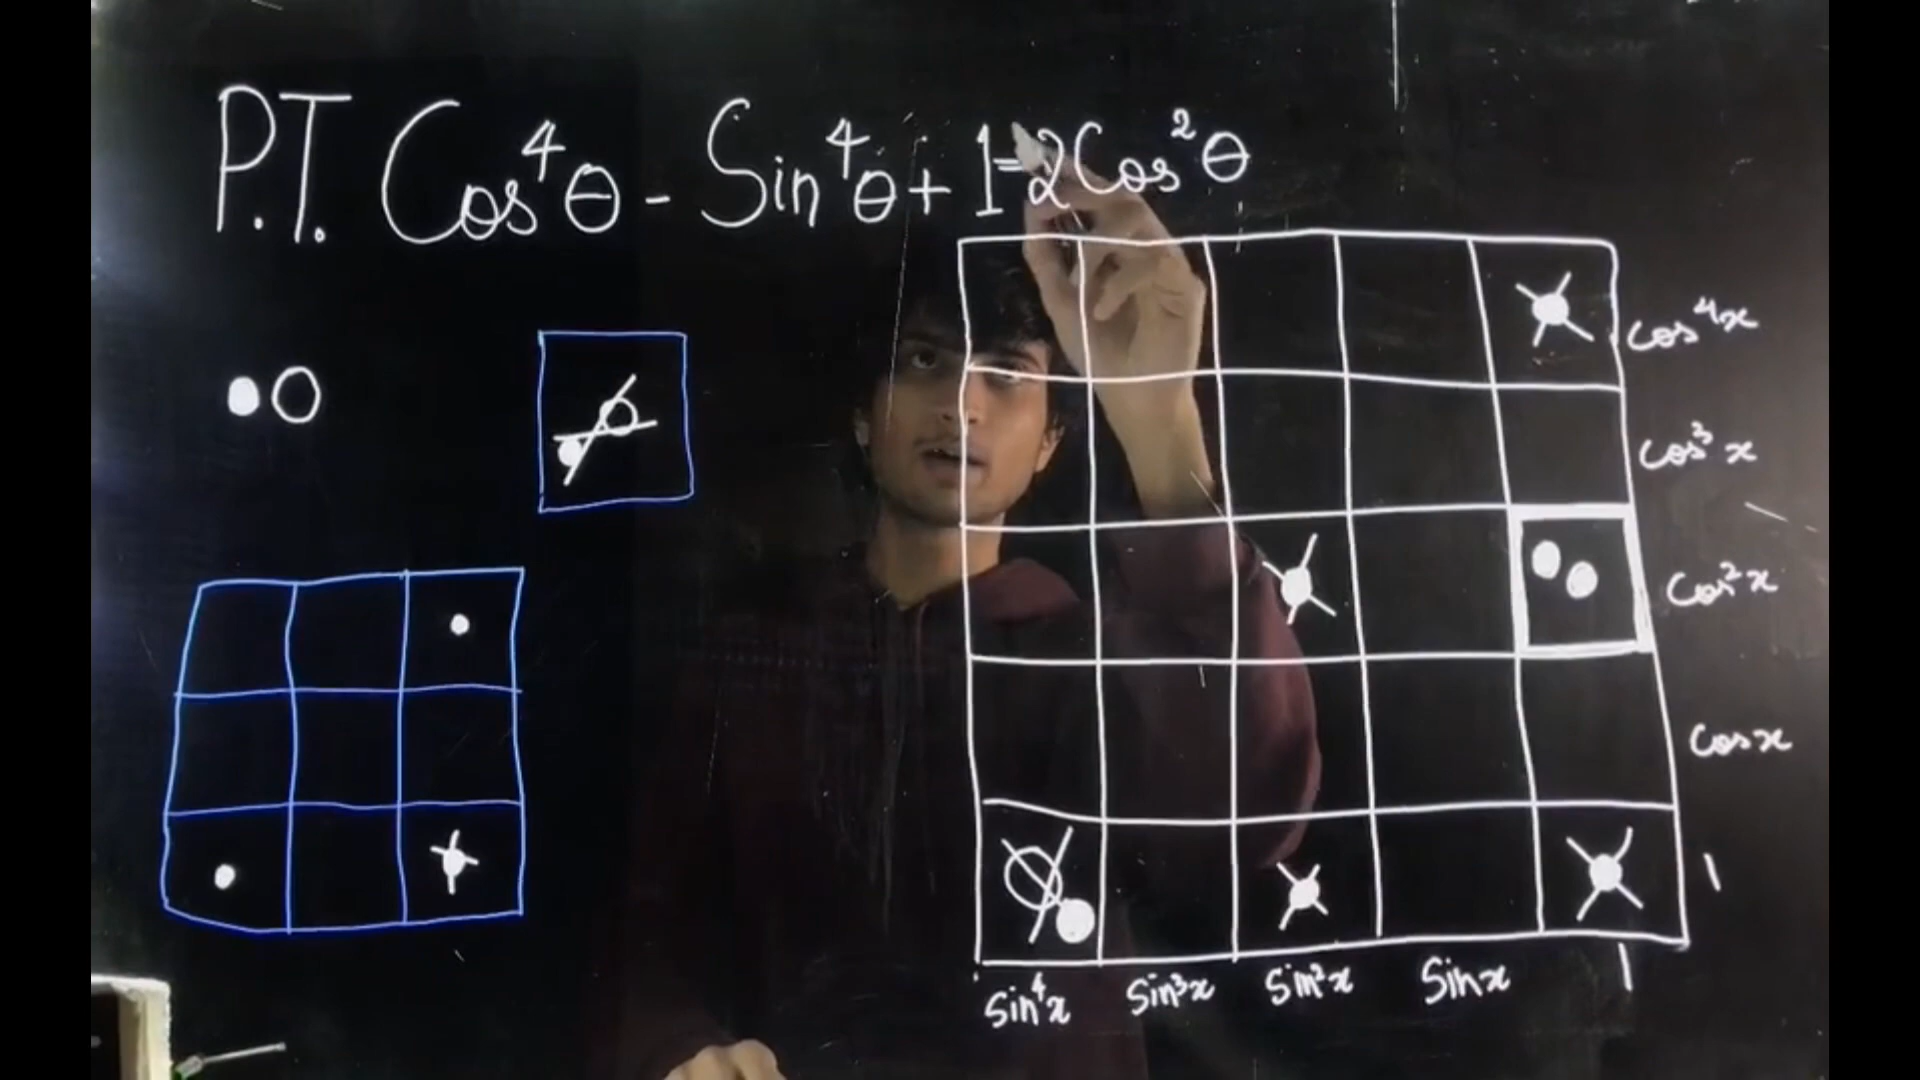 P.T. Cos⁴θ - Sin⁴θ + 1 = 2Cos²θ
cos⁴x
cos³x
cos²x
cosx
1
sin⁴x sin³x sin²x sinx 1